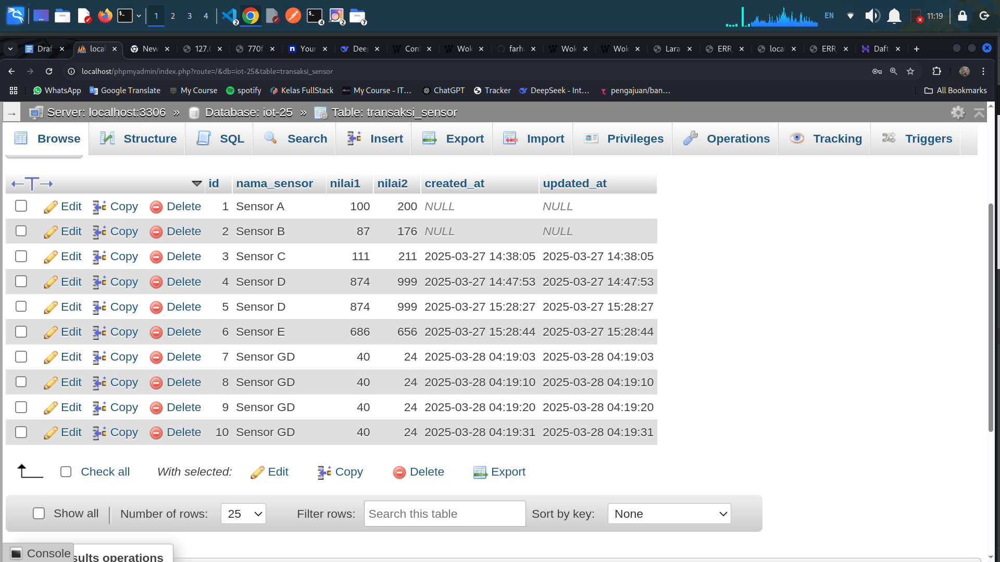 1 2 3 4 2 4 2 7 EN 11:19
Draf local New 127.0 770f Your Deep Conf Wok farha Wok Wok Lara ERR_ local ERR_ Daft
localhost/phpmyadmin/index.php?route=/&db=iot-25&table=transaksi_sensor
WhatsApp Google Translate My Course spotify Kelas FullStack My Course - IT... ChatGPT Tracker DeepSeek - Int... pengajuan/ban... All Bookmarks
→ Server: localhost:3306 » Database: iot-25 » Table: transaksi_sensor
Browse Structure SQL Search Insert Export Import Privileges Operations Tracking Triggers
←T→ id nama_sensor nilai1 nilai2 created_at updated_at
Edit Copy Delete 1 Sensor A 100 200 NULL NULL
Edit Copy Delete 2 Sensor B 87 176 NULL NULL
Edit Copy Delete 3 Sensor C 111 211 2025-03-27 14:38:05 2025-03-27 14:38:05
Edit Copy Delete 4 Sensor D 874 999 2025-03-27 14:47:53 2025-03-27 14:47:53
Edit Copy Delete 5 Sensor D 874 999 2025-03-27 15:28:27 2025-03-27 15:28:27
Edit Copy Delete 6 Sensor E 686 656 2025-03-27 15:28:44 2025-03-27 15:28:44
Edit Copy Delete 7 Sensor GD 40 24 2025-03-28 04:19:03 2025-03-28 04:19:03
Edit Copy Delete 8 Sensor GD 40 24 2025-03-28 04:19:10 2025-03-28 04:19:10
Edit Copy Delete 9 Sensor GD 40 24 2025-03-28 04:19:20 2025-03-28 04:19:20
Edit Copy Delete 10 Sensor GD 40 24 2025-03-28 04:19:31 2025-03-28 04:19:31
Check all With selected: Edit Copy Delete Export
Show all Number of rows: 25 Filter rows: Search this table Sort by key: None
Console sults operations